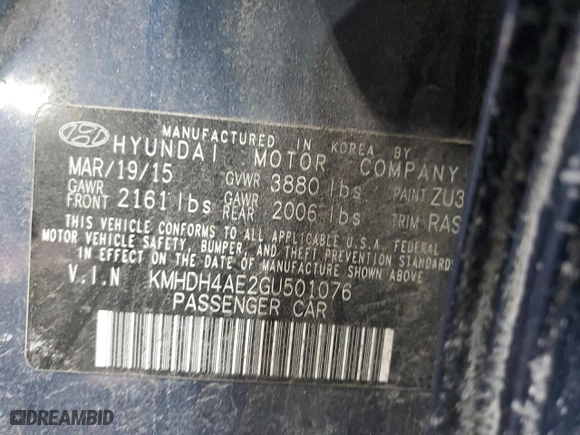 MANUFACTURED IN KOREA BY
HYUNDAI MOTOR COMPANY
MAR/19/15 GVWR 3880 lbs PAINT ZU3
GAWR FRONT 2161 lbs GAWR REAR 2006 lbs TRIM RAS
THIS VEHICLE CONFORMS TO ALL APPLICABLE U.S.A. FEDERAL
MOTOR VEHICLE SAFETY, BUMPER, AND THEFT PREVENTION STANDARDS
IN EFFECT ON THE DATE OF MANUFACTURE SHOWN ABOVE
V.I.N KMHDH4AE2GU501076
PASSENGER CAR
DREAMBID